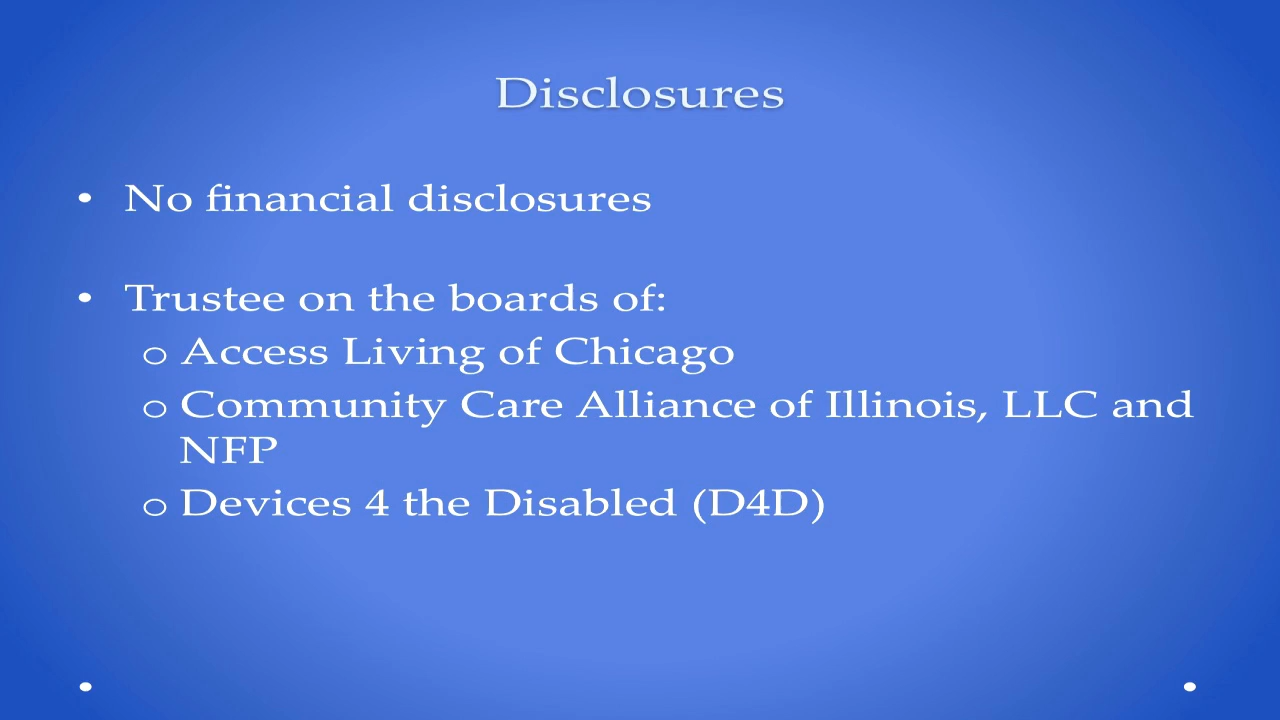 Disclosures
• No financial disclosures
• Trustee on the boards of:
o Access Living of Chicago
o Community Care Alliance of Illinois, LLC and
NFP
o Devices 4 the Disabled (D4D)